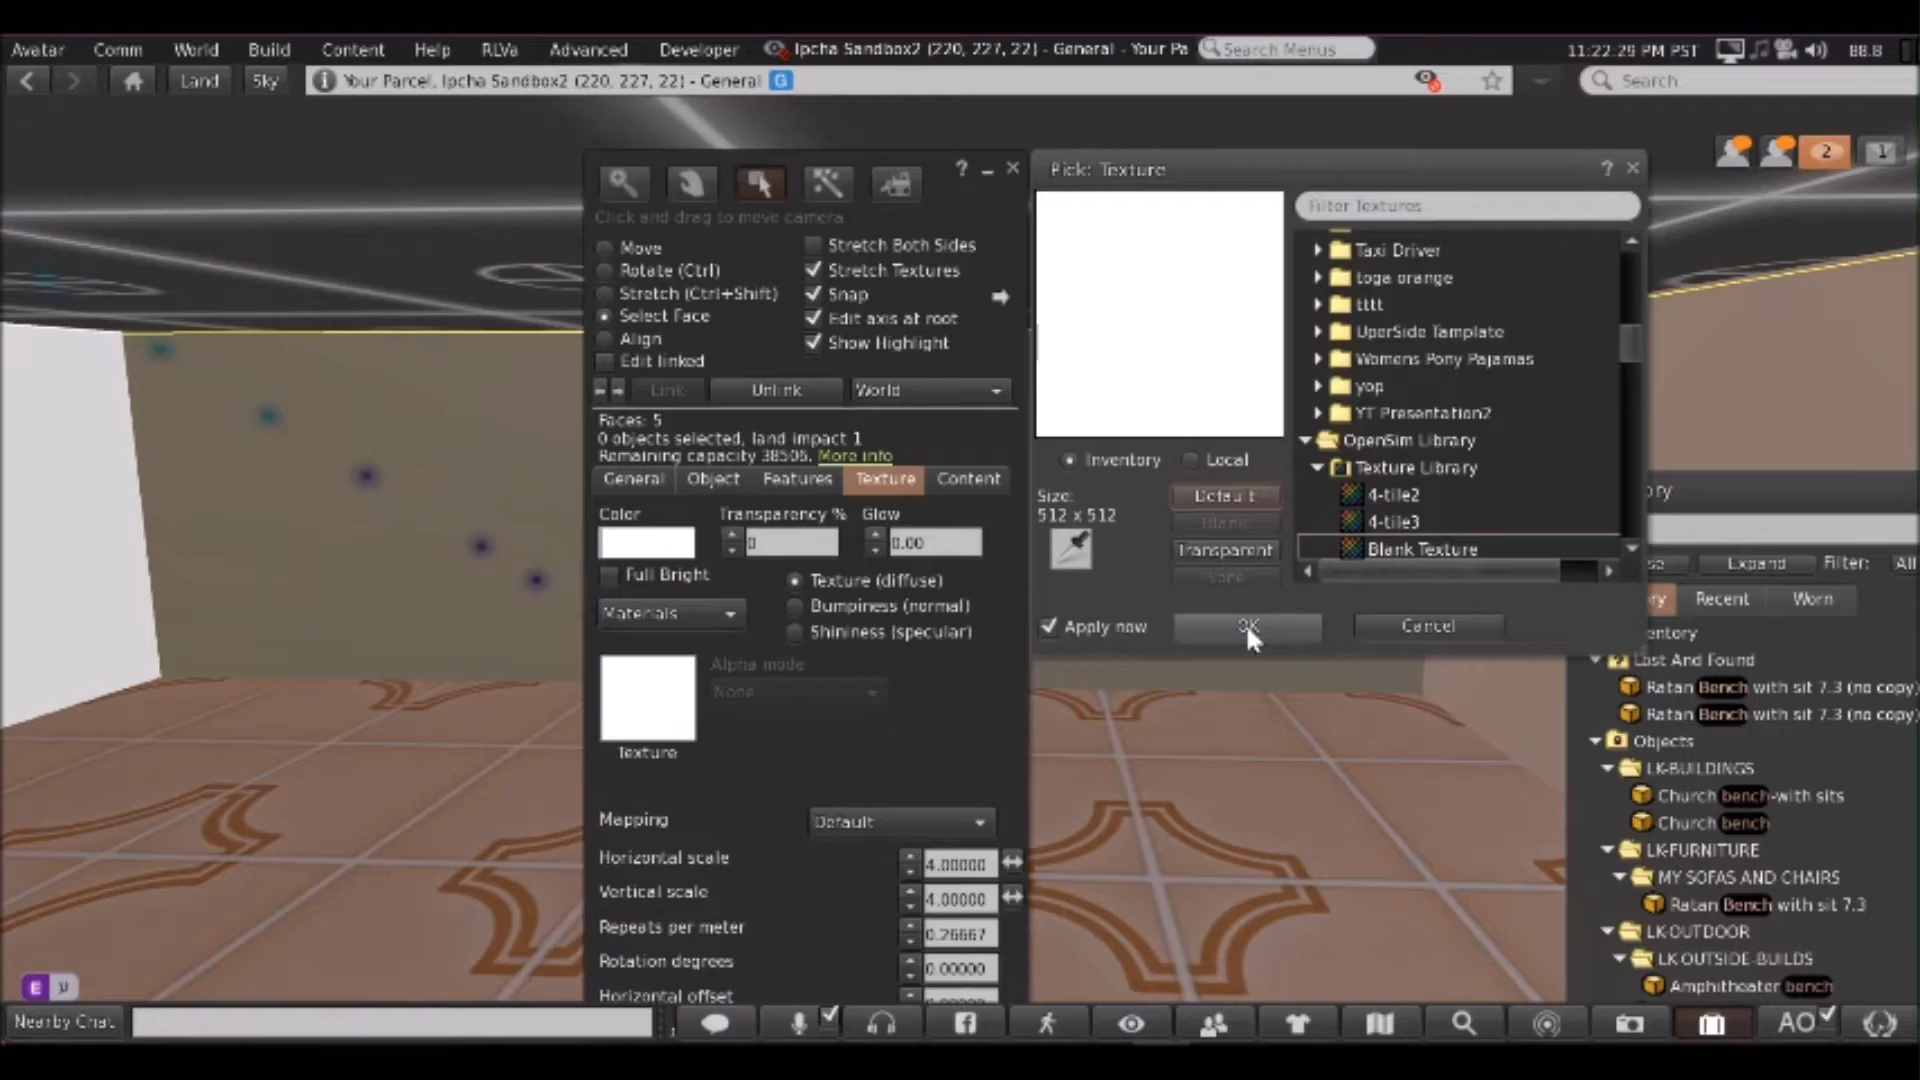 Avatar Comm World Build Content Help RLVa Advanced Developer Ipcha Sandbox2 (220, 227, 22) - General - Your Pa Search Menus 11:22:29 PM PST 88.8
Land Sky Your Parcel, Ipcha Sandbox2 (220, 227, 22) - General G Search
2 1
? _ ×
Click and drag to move camera
Move
Rotate (Ctrl)
Stretch (Ctrl+Shift)
Select Face
Align
Edit linked
Stretch Both Sides
Stretch Textures
Snap
Edit axis at root
Show Highlight
Link Unlink World
Faces: 5
0 objects selected, land impact 1
Remaining capacity 38506. More info
General Object Features Texture Content
Color Transparency % Glow
0 0.00
Full Bright
Materials
Texture (diffuse)
Bumpiness (normal)
Shininess (specular)
Alpha mode
None
Texture
Mapping Default
Horizontal scale 4.00000
Vertical scale 4.00000
Repeats per meter 0.26667
Rotation degrees 0.00000
Horizontal offset
Pick: Texture ? ×
Filter Textures
Taxi Driver
toga orange
tttt
UperSide Tamplate
Womens Pony Pajamas
yop
YT Presentation2
OpenSim Library
Texture Library
4-tile2
4-tile3
Blank Texture
Inventory Local
Size:
512 x 512
Default
Blank
Transparent
None
Apply now OK Cancel
ory
se Expand Filter: All
ry Recent Worn
entory
Lost And Found
Ratan Bench with sit 7.3 (no copy)
Ratan Bench with sit 7.3 (no copy)
Objects
LK-BUILDINGS
Church bench-with sits
Church bench
LK-FURNITURE
MY SOFAS AND CHAIRS
Ratan Bench with sit 7.3
LK-OUTDOOR
LK OUTSIDE-BUILDS
Amphitheater bench
E
Nearby Chat AO